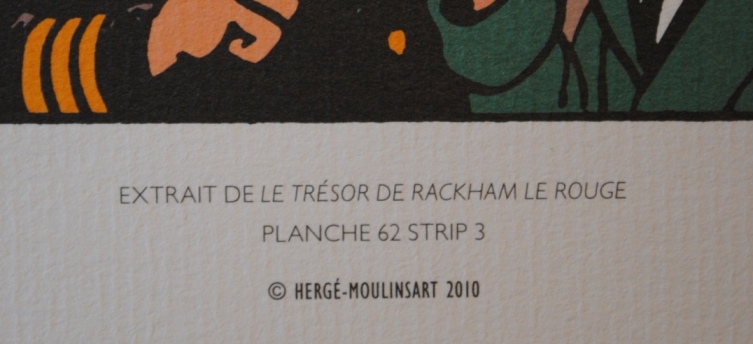 EXTRAIT DE LE TRÉSOR DE RACKHAM LE ROUGE
PLANCHE 62 STRIP 3
© HERGÉ-MOULINSART 2010